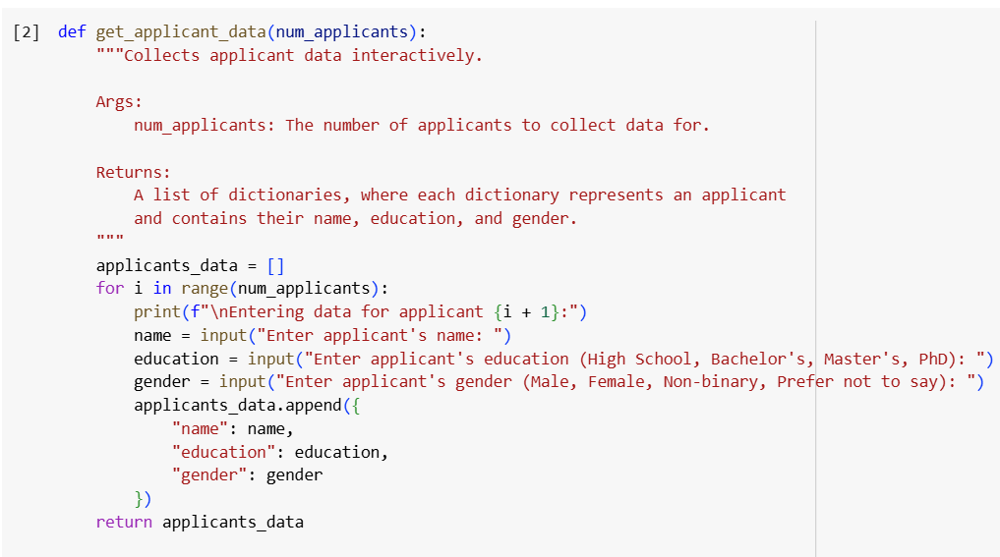 [2] def get_applicant_data(num_applicants):
    """Collects applicant data interactively.

    Args:
        num_applicants: The number of applicants to collect data for.

    Returns:
        A list of dictionaries, where each dictionary represents an applicant
        and contains their name, education, and gender.
    """
    applicants_data = []
    for i in range(num_applicants):
        print(f"\nEntering data for applicant {i + 1}:")
        name = input("Enter applicant's name: ")
        education = input("Enter applicant's education (High School, Bachelor's, Master's, PhD): ")
        gender = input("Enter applicant's gender (Male, Female, Non-binary, Prefer not to say): ")
        applicants_data.append({
            "name": name,
            "education": education,
            "gender": gender
        })
    return applicants_data